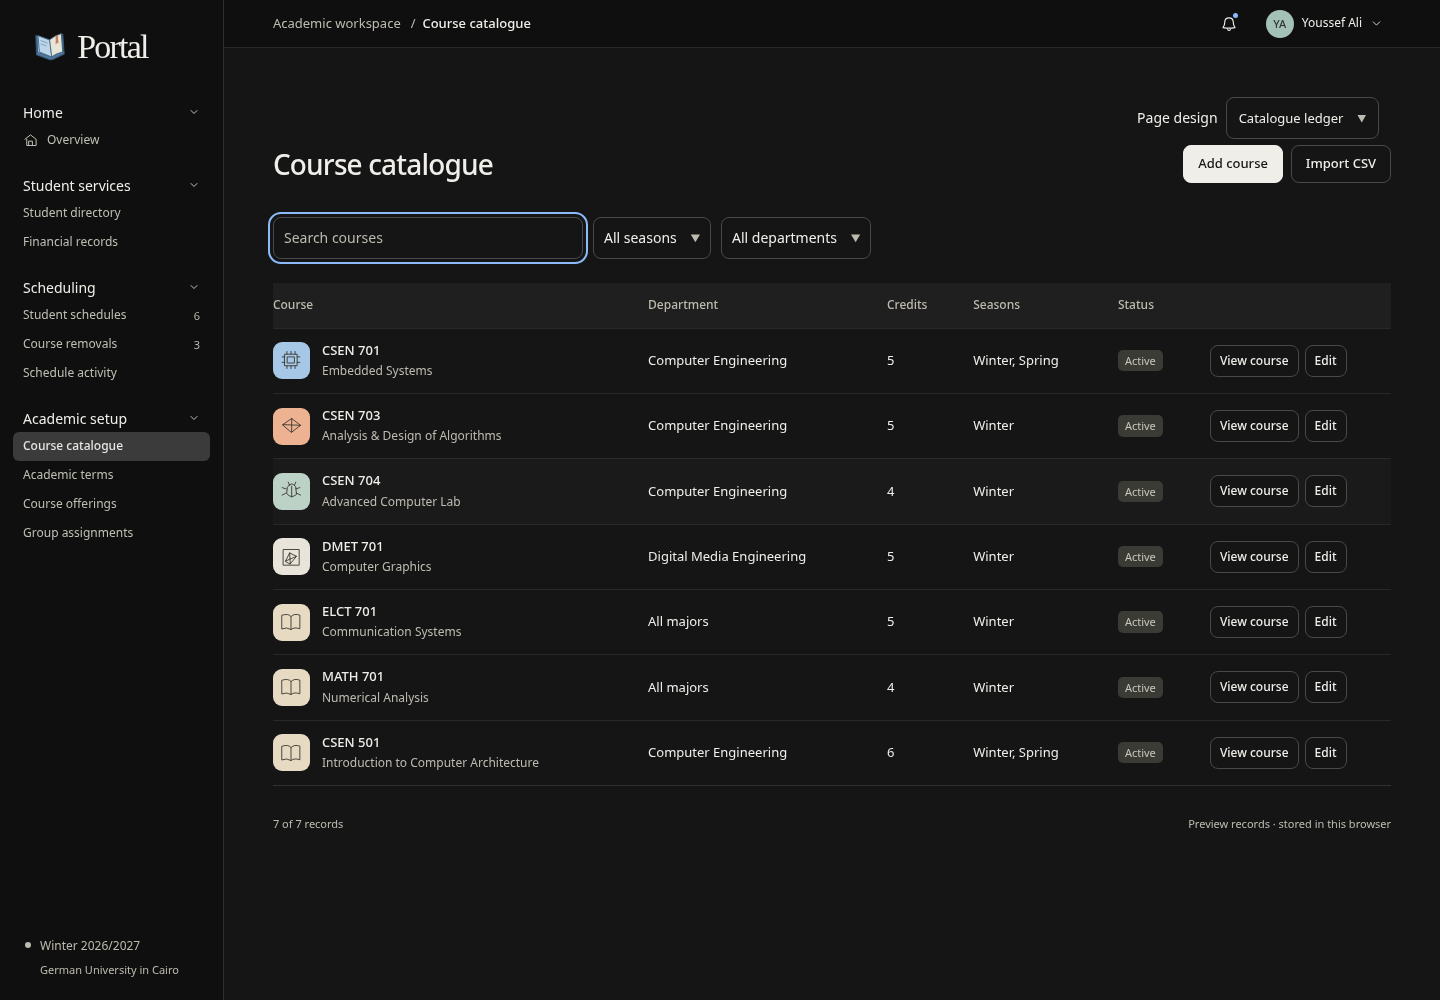 Portal
Home
Overview
Student services
Student directory
Financial records
Scheduling
Student schedules 6
Course removals 3
Schedule activity
Academic setup
Course catalogue
Academic terms
Course offerings
Group assignments
Winter 2026/2027
German University in Cairo
Academic workspace / Course catalogue
YA Youssef Ali
Page design Catalogue ledger
Course catalogue
Add course Import CSV
Search courses All seasons All departments
Course Department Credits Seasons Status
CSEN 701
Embedded Systems
Computer Engineering 5 Winter, Spring Active View course Edit
CSEN 703
Analysis & Design of Algorithms
Computer Engineering 5 Winter Active View course Edit
CSEN 704
Advanced Computer Lab
Computer Engineering 4 Winter Active View course Edit
DMET 701
Computer Graphics
Digital Media Engineering 5 Winter Active View course Edit
ELCT 701
Communication Systems
All majors 5 Winter Active View course Edit
MATH 701
Numerical Analysis
All majors 4 Winter Active View course Edit
CSEN 501
Introduction to Computer Architecture
Computer Engineering 6 Winter, Spring Active View course Edit
7 of 7 records
Preview records · stored in this browser